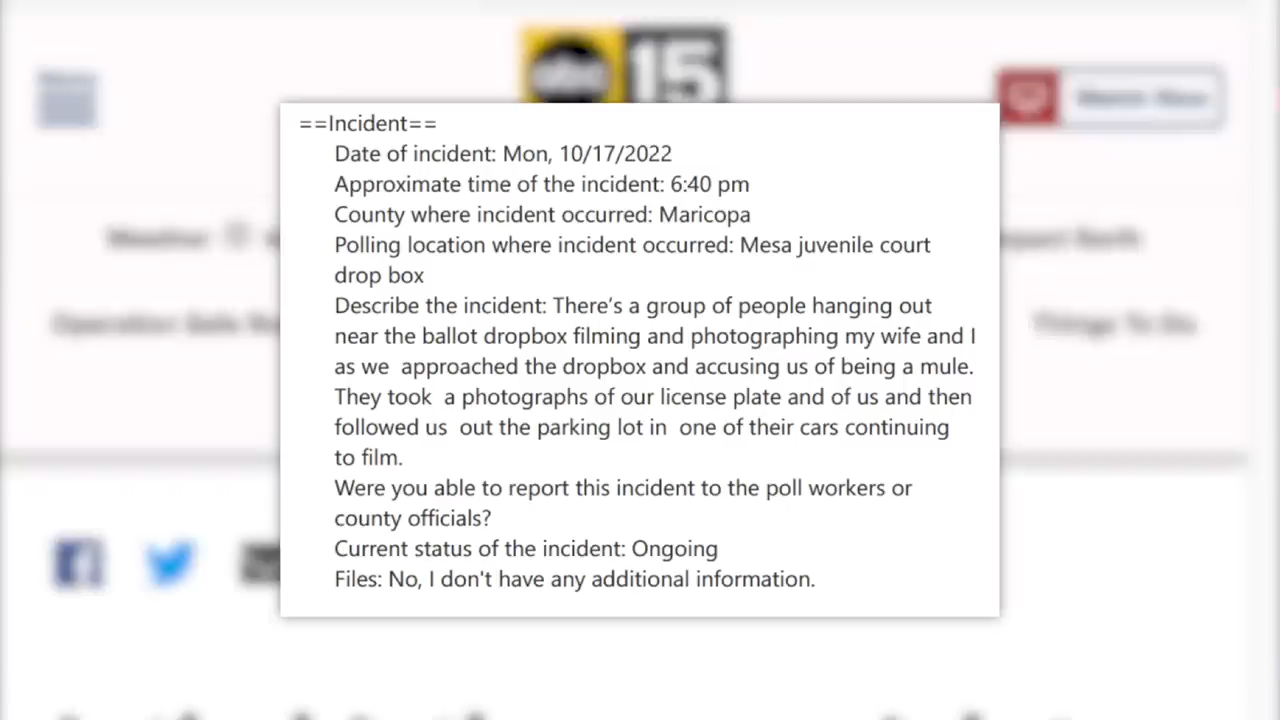 abc 15
==Incident==
Date of incident: Mon, 10/17/2022
Approximate time of the incident: 6:40 pm
County where incident occurred: Maricopa
Polling location where incident occurred: Mesa juvenile court
drop box
Describe the incident: There's a group of people hanging out
near the ballot dropbox filming and photographing my wife and I
as we  approached the dropbox and accusing us of being a mule.
They took  a photographs of our license plate and of us and then
followed us  out the parking lot in  one of their cars continuing
to film.
Were you able to report this incident to the poll workers or
county officials?
Current status of the incident: Ongoing
Files: No, I don't have any additional information.
Things To Do